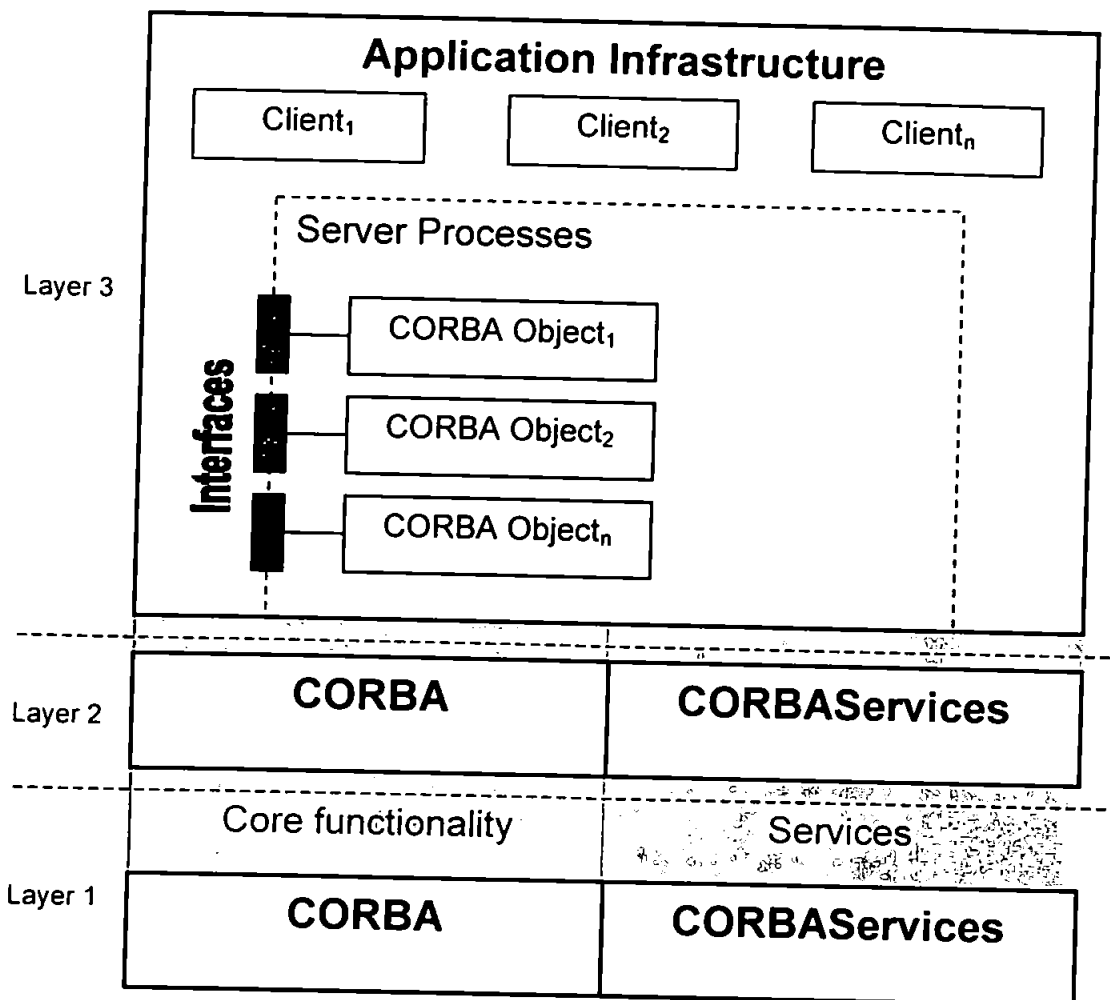 Application Infrastructure
Client₁
Client₂
Clientₙ
Server Processes
Layer 3
Interfaces
CORBA Object₁
CORBA Object₂
CORBA Objectₙ
Layer 2
CORBA
CORBAServices
Core functionality
Services
Layer 1
CORBA
CORBAServices